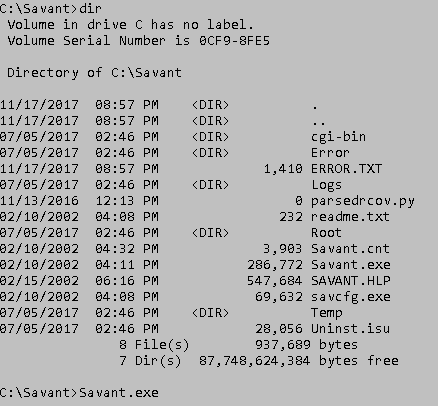 C:\Savant>dir
 Volume in drive C has no label.
 Volume Serial Number is 0CF9-8FE5

 Directory of C:\Savant

11/17/2017  08:57 PM    <DIR>          .
11/17/2017  08:57 PM    <DIR>          ..
07/05/2017  02:46 PM    <DIR>          cgi-bin
07/05/2017  02:46 PM    <DIR>          Error
11/17/2017  08:57 PM             1,410 ERROR.TXT
07/05/2017  02:46 PM    <DIR>          Logs
11/13/2016  12:13 PM                 0 parsedrcov.py
02/10/2002  04:08 PM               232 readme.txt
07/05/2017  02:46 PM    <DIR>          Root
02/10/2002  04:32 PM             3,903 Savant.cnt
02/10/2002  04:11 PM           286,772 Savant.exe
02/15/2002  06:16 PM           547,684 SAVANT.HLP
02/10/2002  04:08 PM            69,632 savcfg.exe
07/05/2017  02:46 PM    <DIR>          Temp
07/05/2017  02:46 PM            28,056 Uninst.isu
               8 File(s)        937,689 bytes
               7 Dir(s)  87,748,624,384 bytes free

C:\Savant>Savant.exe